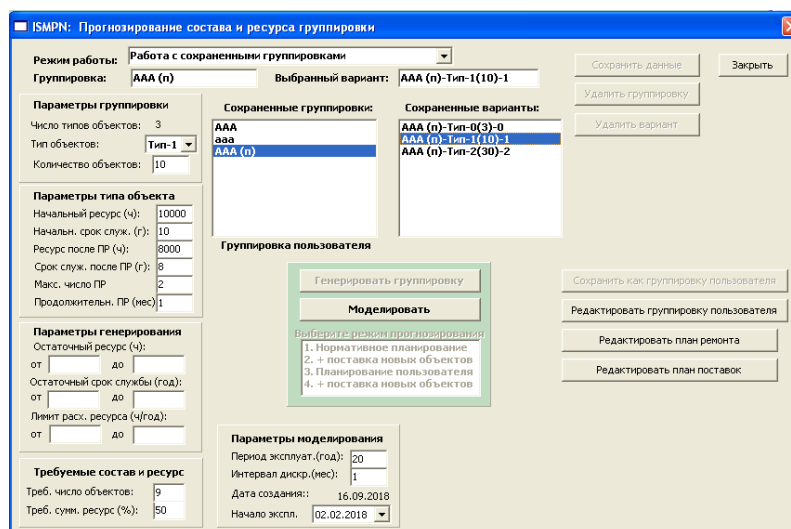 ISMPN: Прогнозирование состава и ресурса группировки
Режим работы: Работа с сохраненными группировками
Группировка: ААА (п) Выбранный вариант: ААА (п)-Тип-1(10)-1
Сохранить данные
Закрыть
Удалить группировку
Удалить вариант
Параметры группировки
Число типов объектов: 3
Тип объектов: Тип-1
Количество объектов: 10
Сохраненные группировки:
ААА
ааа
ААА (п)
Сохраненные варианты:
ААА (п)-Тип-0(3)-0
ААА (п)-Тип-1(10)-1
ААА (п)-Тип-2(30)-2
Параметры типа объекта
Начальный ресурс (ч): 10000
Начальн. срок служ. (г): 10
Ресурс после ПР (ч): 8000
Срок служ. после ПР (г): 8
Макс. число ПР 2
Продолжительн. ПР (мес) 1
Группировка пользователя
Генерировать группировку
Моделировать
Выберите режим прогнозирования
1. Нормативное планирование
2. + поставка новых объектов
3. Планирование пользователя
4. + поставка новых объектов
Сохранить как группировку пользователя
Редактировать группировку пользователя
Редактировать план ремонта
Редактировать план поставок
Параметры генерирования
Остаточный ресурс (ч):
от до
Остаточный срок службы (год):
от до
Лимит расх. ресурса (ч/год):
от до
Требуемые состав и ресурс
Треб. число объектов: 9
Треб. сумм. ресурс (%): 50
Параметры моделирования
Период эксплуат.(год): 20
Интервал дискр.(мес): 1
Дата создания:: 16.09.2018
Начало экспл. 02.02.2018